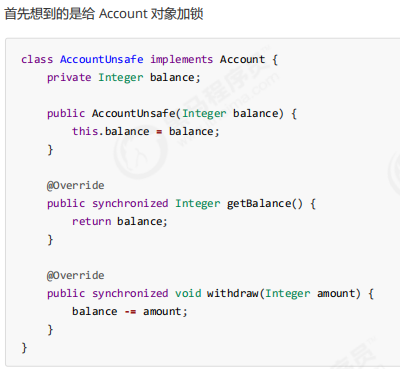 首先想到的是给 Account 对象加锁
class AccountUnsafe implements Account {
    private Integer balance;

    public AccountUnsafe(Integer balance) {
        this.balance = balance;
    }

    @Override
    public synchronized Integer getBalance() {
        return balance;
    }

    @Override
    public synchronized void withdraw(Integer amount) {
        balance -= amount;
    }
}